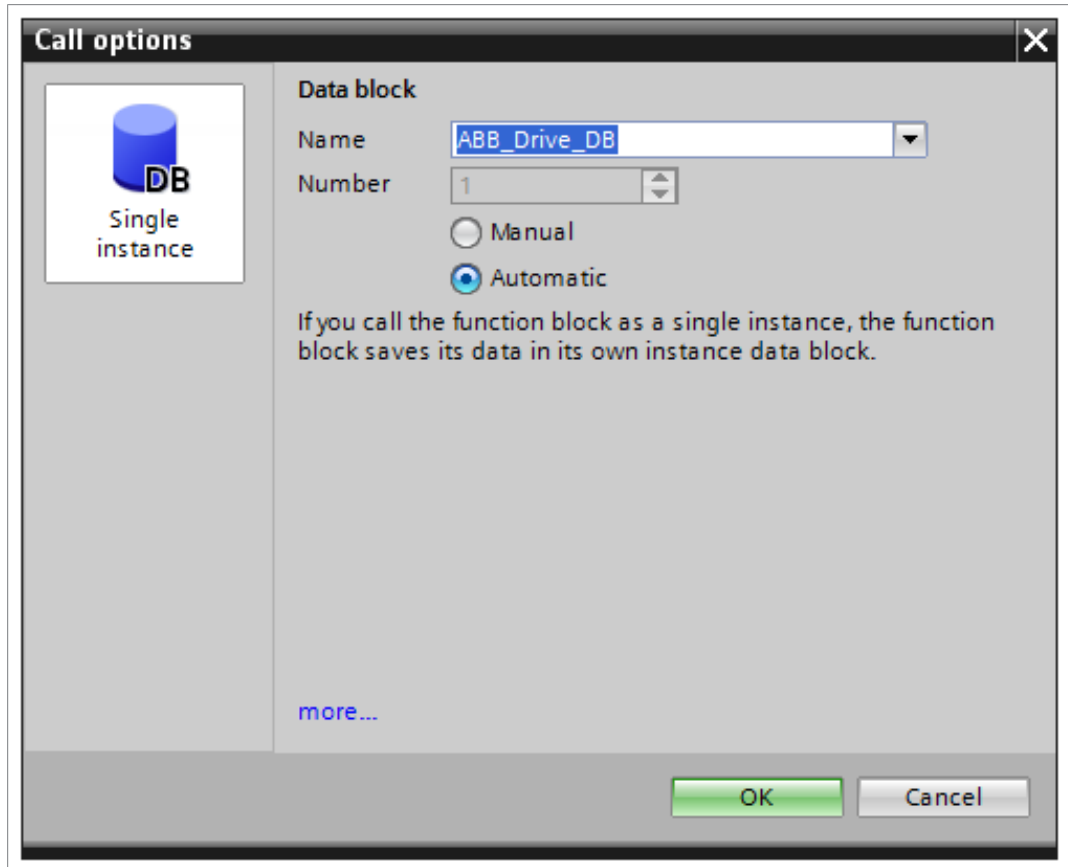 Call options
DB
Single
instance
Data block
Name ABB_Drive_DB
Number 1
Manual
Automatic
If you call the function block as a single instance, the function
block saves its data in its own instance data block.
more...
OK Cancel